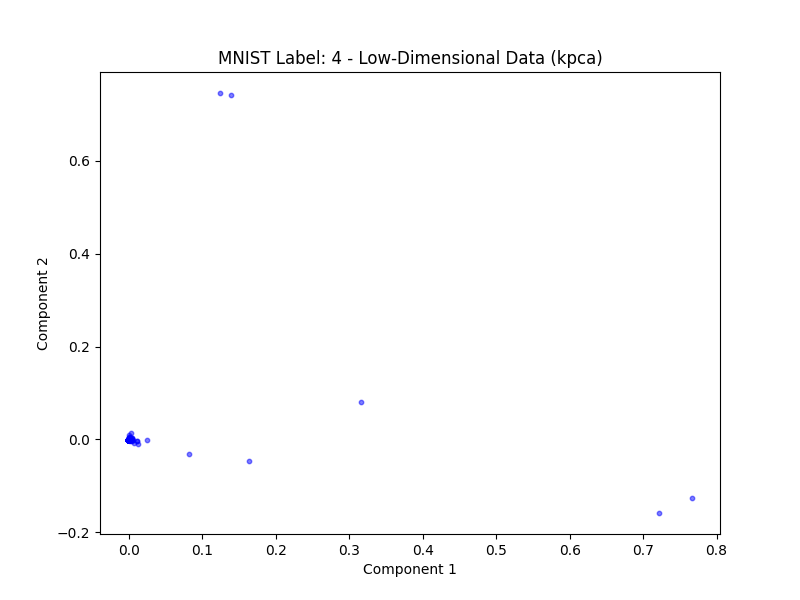 MNIST Label: 4 - Low-Dimensional Data (kpca)
Component 2
0.6
0.4
0.2
0.0
−0.2
0.0 0.1 0.2 0.3 0.4 0.5 0.6 0.7 0.8
Component 1